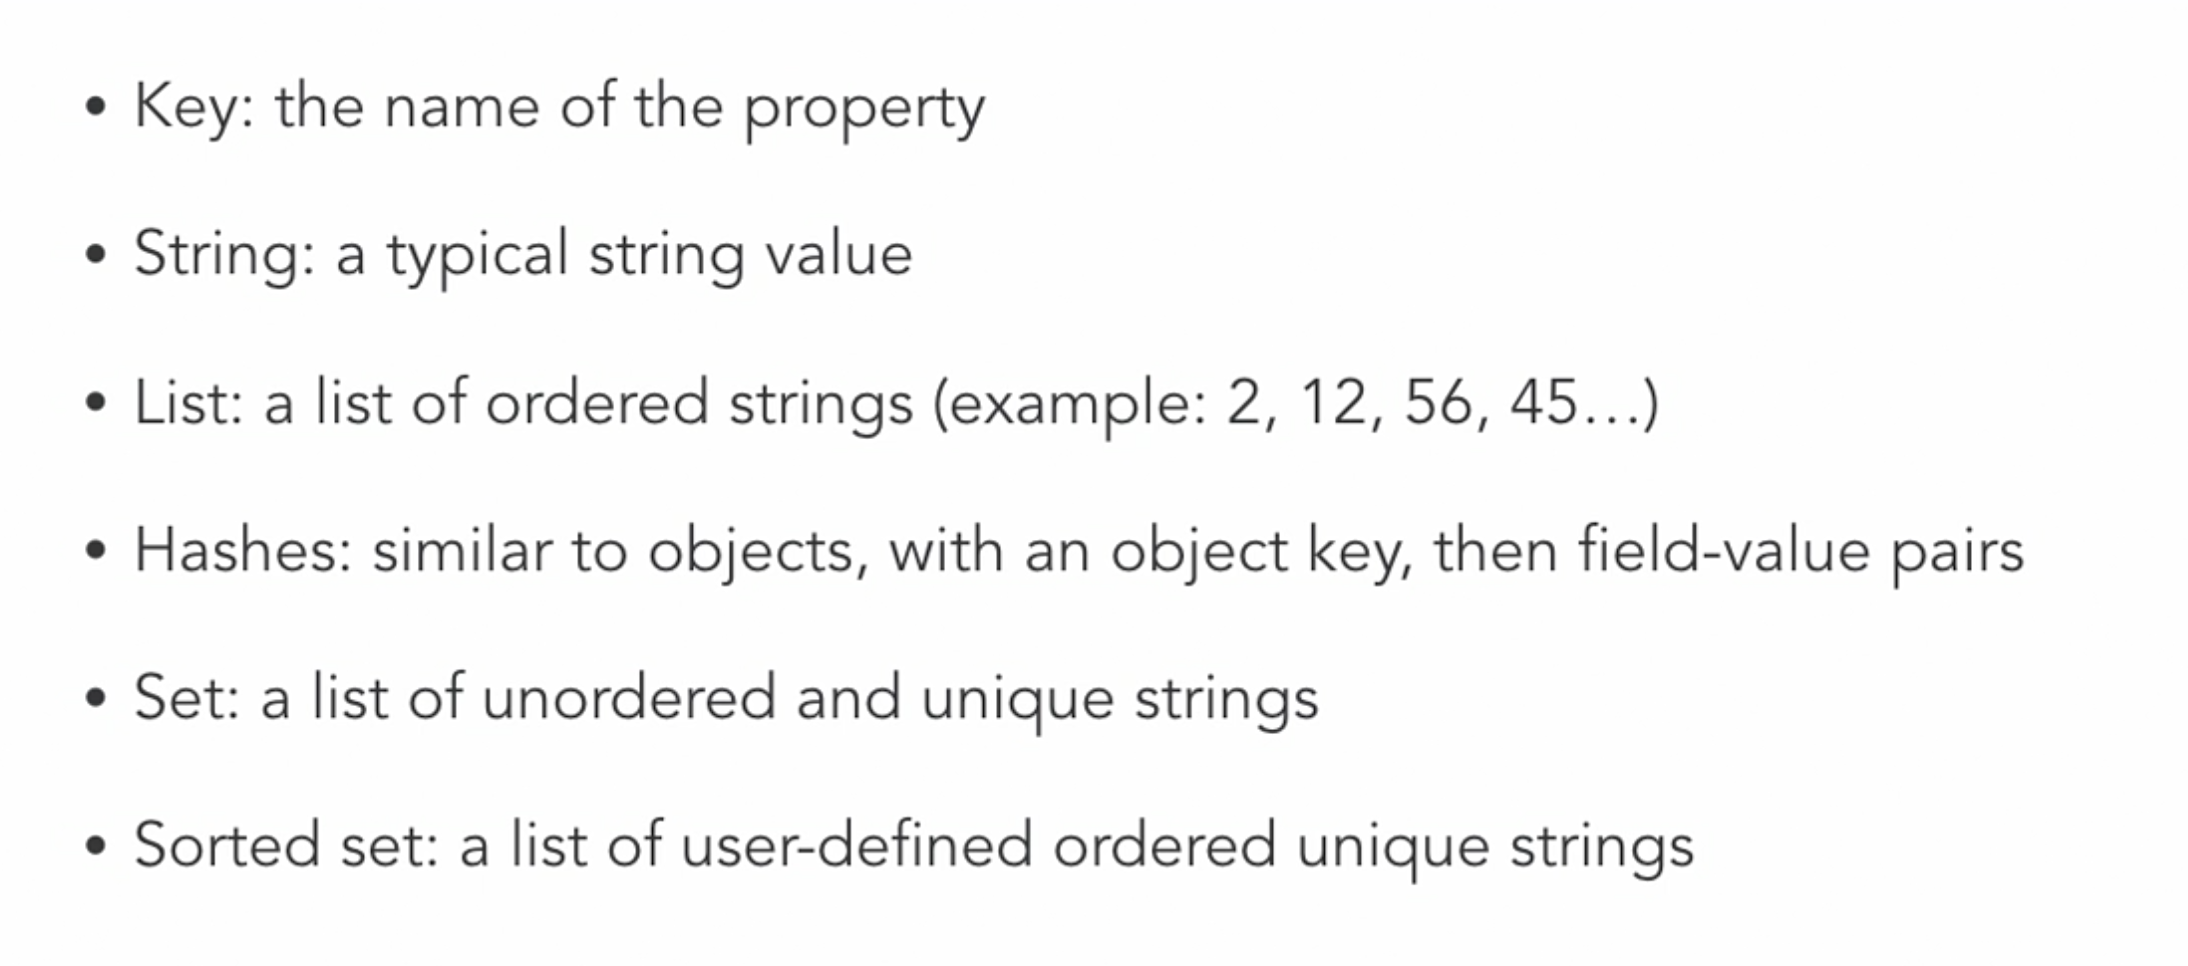 • Key: the name of the property
• String: a typical string value
• List: a list of ordered strings (example: 2, 12, 56, 45...)
• Hashes: similar to objects, with an object key, then field-value pairs
• Set: a list of unordered and unique strings
• Sorted set: a list of user-defined ordered unique strings